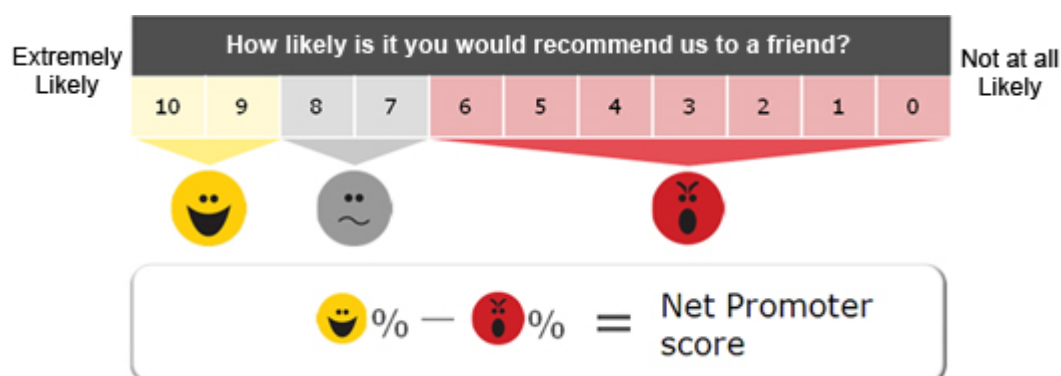 How likely is it you would recommend us to a friend?
Extremely
Likely
Not at all
Likely
10 9 8 7 6 5 4 3 2 1 0
% — % = Net Promoter
score